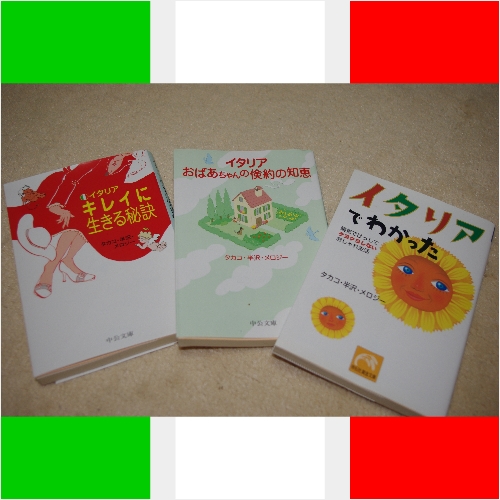 イタリア
キレイに
生きる秘訣
タカコ・半沢・
メロジー
中公文庫
イタリア
おばあちゃんの倹約の知恵
タカコ・半沢・メロジー
中公文庫
イタリア
でわかった
タカコ・半沢・メロジー